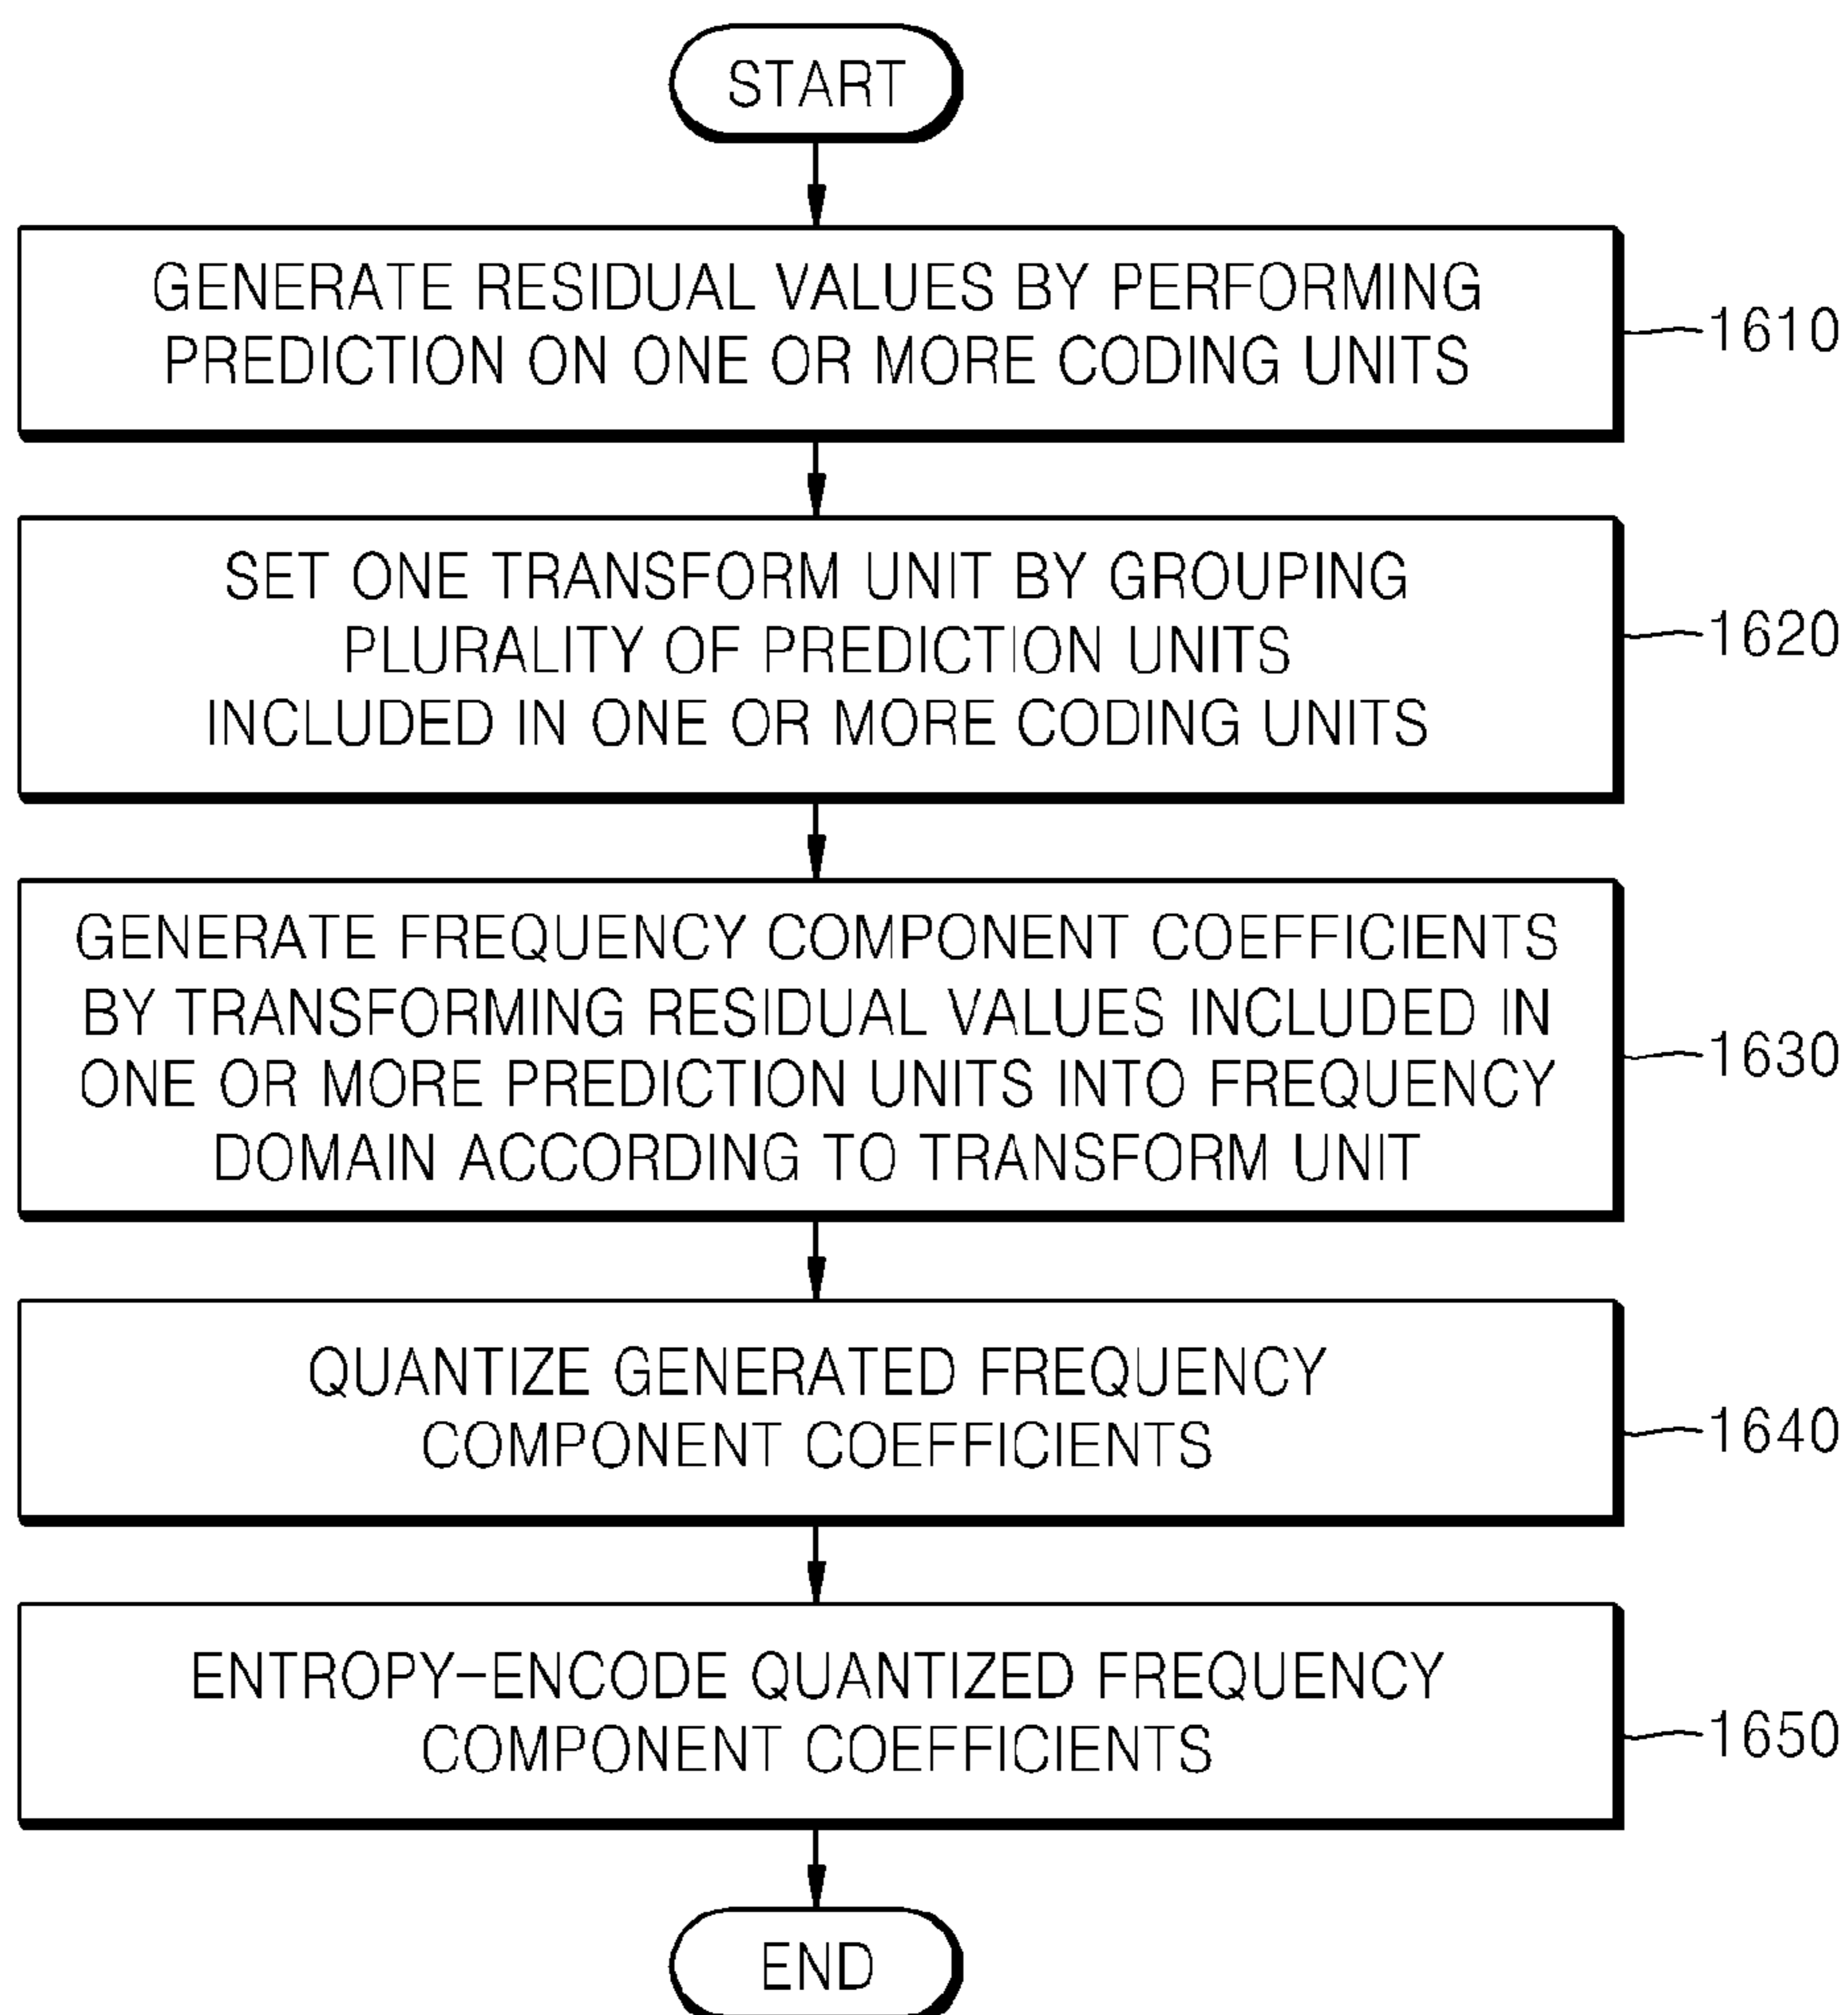 START
GENERATE RESIDUAL VALUES BY PERFORMING
PREDICTION ON ONE OR MORE CODING UNITS
1610
SET ONE TRANSFORM UNIT BY GROUPING
PLURALITY OF PREDICTION UNITS
INCLUDED IN ONE OR MORE CODING UNITS
1620
GENERATE FREQUENCY COMPONENT COEFFICIENTS
BY TRANSFORMING RESIDUAL VALUES INCLUDED IN
ONE OR MORE PREDICTION UNITS INTO FREQUENCY
DOMAIN ACCORDING TO TRANSFORM UNIT
1630
QUANTIZE GENERATED FREQUENCY
COMPONENT COEFFICIENTS
1640
ENTROPY-ENCODE QUANTIZED FREQUENCY
COMPONENT COEFFICIENTS
1650
END